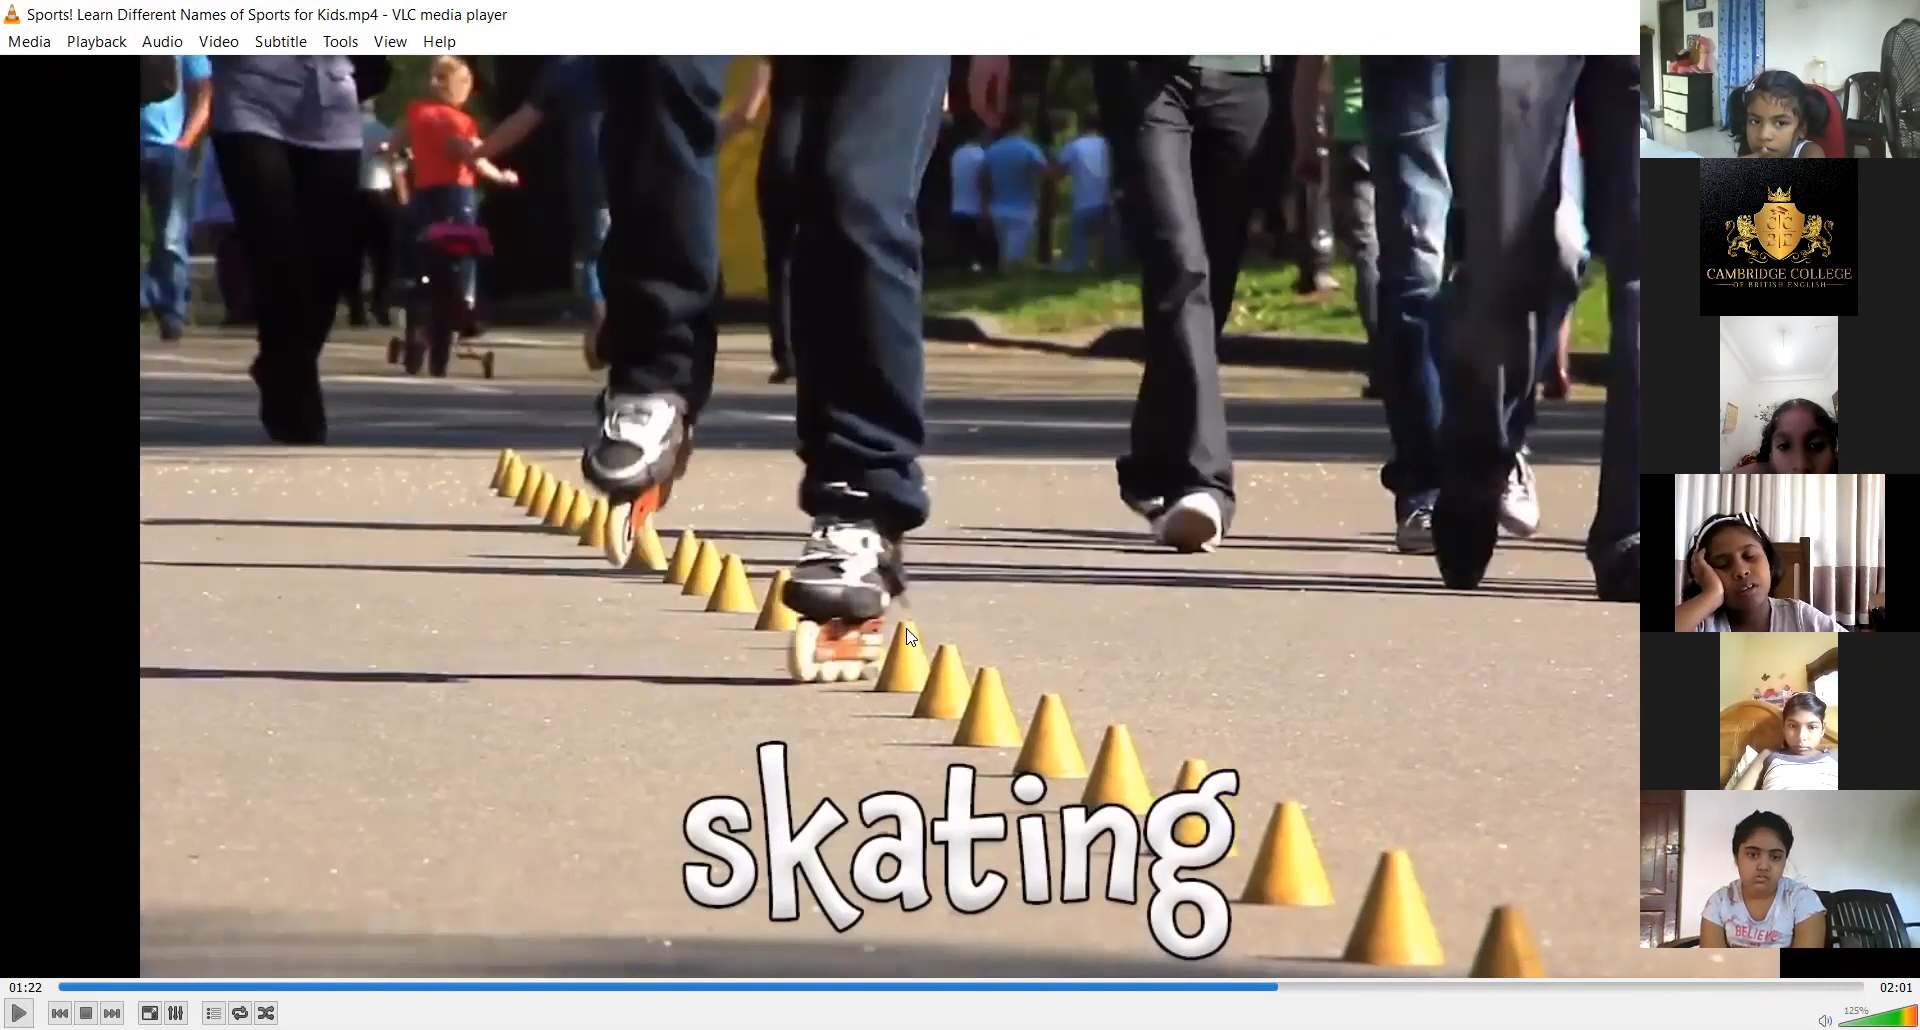 Sports! Learn Different Names of Sports for Kids.mp4 - VLC media player
Media Playback Audio Video Subtitle Tools View Help
CAMBRIDGE COLLEGE
OF BRITISH ENGLISH
skating
BELIEVE
01:22
02:01
125%